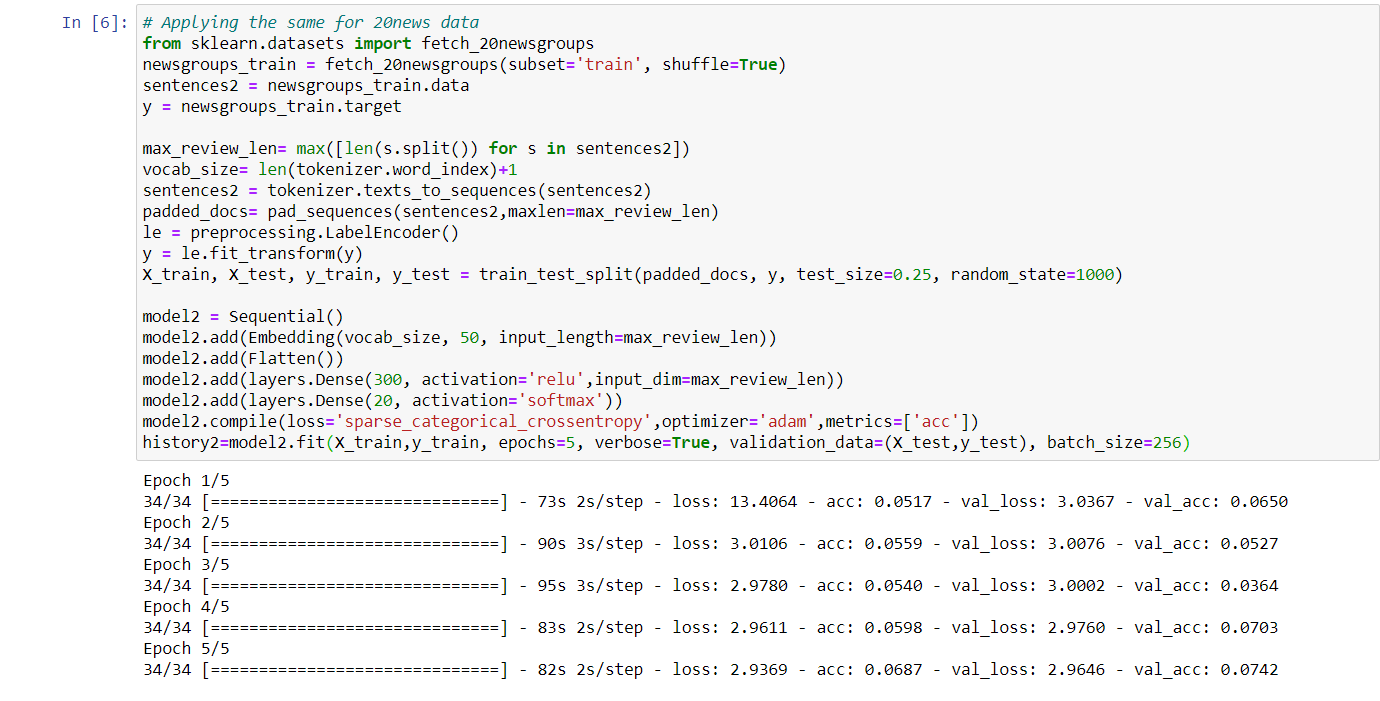 In [6]: # Applying the same for 20news data
from sklearn.datasets import fetch_20newsgroups
newsgroups_train = fetch_20newsgroups(subset='train', shuffle=True)
sentences2 = newsgroups_train.data
y = newsgroups_train.target

max_review_len= max([len(s.split()) for s in sentences2])
vocab_size= len(tokenizer.word_index)+1
sentences2 = tokenizer.texts_to_sequences(sentences2)
padded_docs= pad_sequences(sentences2,maxlen=max_review_len)
le = preprocessing.LabelEncoder()
y = le.fit_transform(y)
X_train, X_test, y_train, y_test = train_test_split(padded_docs, y, test_size=0.25, random_state=1000)

model2 = Sequential()
model2.add(Embedding(vocab_size, 50, input_length=max_review_len))
model2.add(Flatten())
model2.add(layers.Dense(300, activation='relu',input_dim=max_review_len))
model2.add(layers.Dense(20, activation='softmax'))
model2.compile(loss='sparse_categorical_crossentropy',optimizer='adam',metrics=['acc'])
history2=model2.fit(X_train,y_train, epochs=5, verbose=True, validation_data=(X_test,y_test), batch_size=256)

Epoch 1/5
34/34 [==============================] - 73s 2s/step - loss: 13.4064 - acc: 0.0517 - val_loss: 3.0367 - val_acc: 0.0650
Epoch 2/5
34/34 [==============================] - 90s 3s/step - loss: 3.0106 - acc: 0.0559 - val_loss: 3.0076 - val_acc: 0.0527
Epoch 3/5
34/34 [==============================] - 95s 3s/step - loss: 2.9780 - acc: 0.0540 - val_loss: 3.0002 - val_acc: 0.0364
Epoch 4/5
34/34 [==============================] - 83s 2s/step - loss: 2.9611 - acc: 0.0598 - val_loss: 2.9760 - val_acc: 0.0703
Epoch 5/5
34/34 [==============================] - 82s 2s/step - loss: 2.9369 - acc: 0.0687 - val_loss: 2.9646 - val_acc: 0.0742